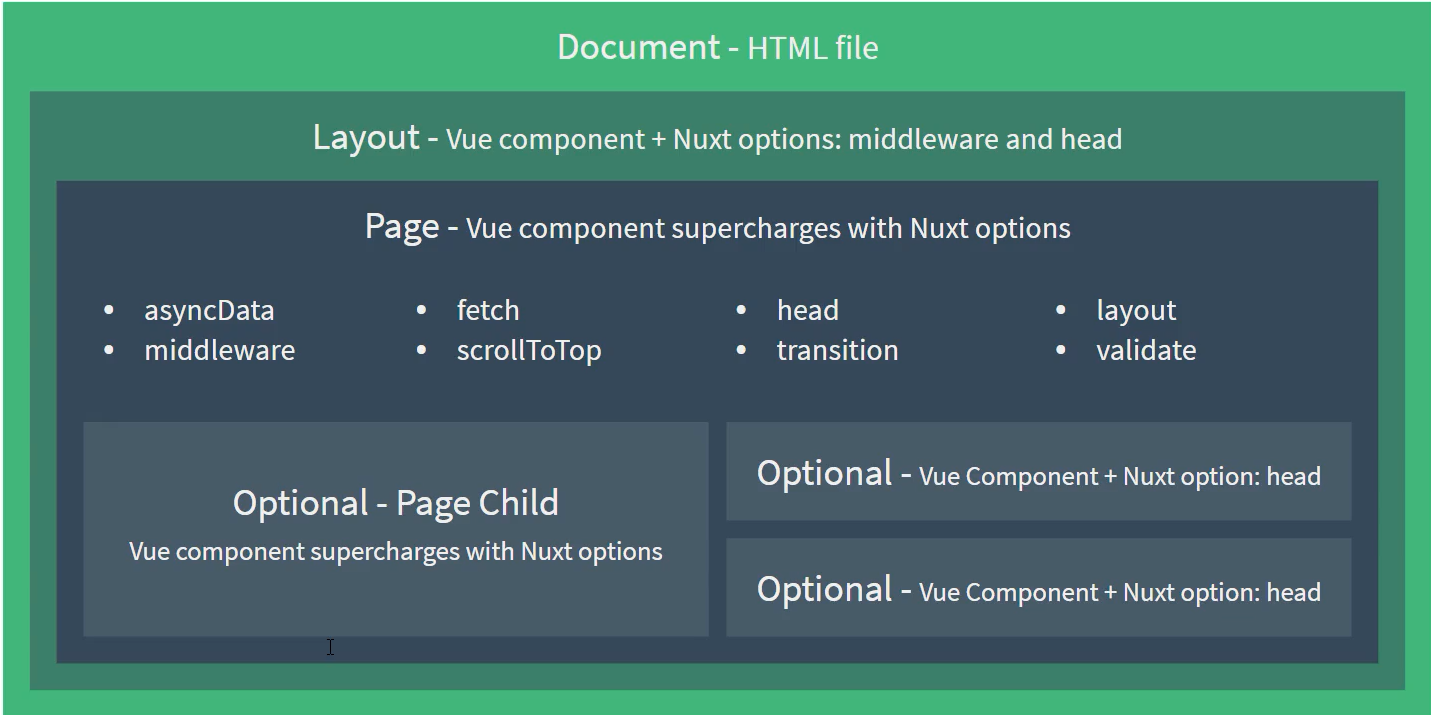 Document - HTML file
Layout - Vue component + Nuxt options: middleware and head
Page - Vue component supercharges with Nuxt options
• asyncData • fetch • head • layout
• middleware • scrollToTop • transition • validate
Optional - Page Child
Vue component supercharges with Nuxt options
Optional - Vue Component + Nuxt option: head
Optional - Vue Component + Nuxt option: head